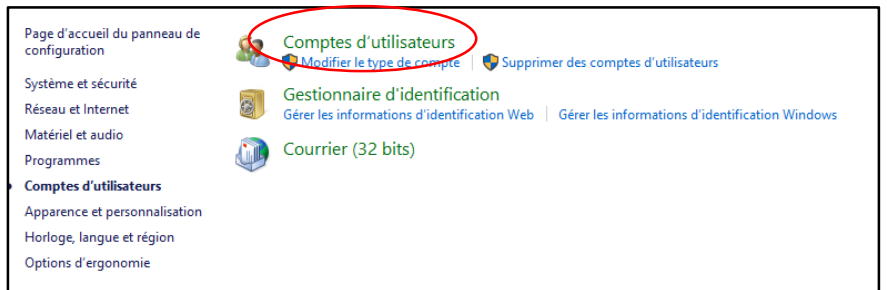 Page d'accueil du panneau de
configuration
Système et sécurité
Réseau et Internet
Matériel et audio
Programmes
Comptes d'utilisateurs
Apparence et personnalisation
Horloge, langue et région
Options d'ergonomie
Comptes d'utilisateurs
Modifier le type de compte Supprimer des comptes d'utilisateurs
Gestionnaire d'identification
Gérer les informations d'identification Web Gérer les informations d'identification Windows
Courrier (32 bits)